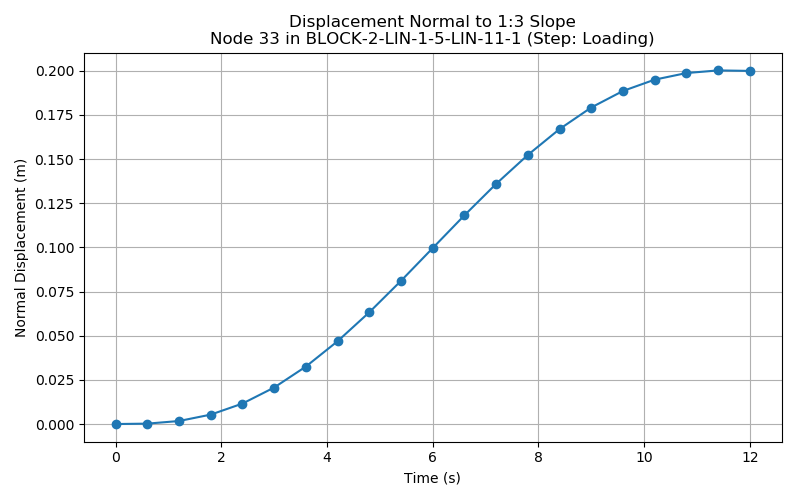 Displacement Normal to 1:3 Slope
Node 33 in BLOCK-2-LIN-1-5-LIN-11-1 (Step: Loading)
Normal Displacement (m)
0.200
0.175
0.150
0.125
0.100
0.075
0.050
0.025
0.000
0 2 4 6 8 10 12
Time (s)